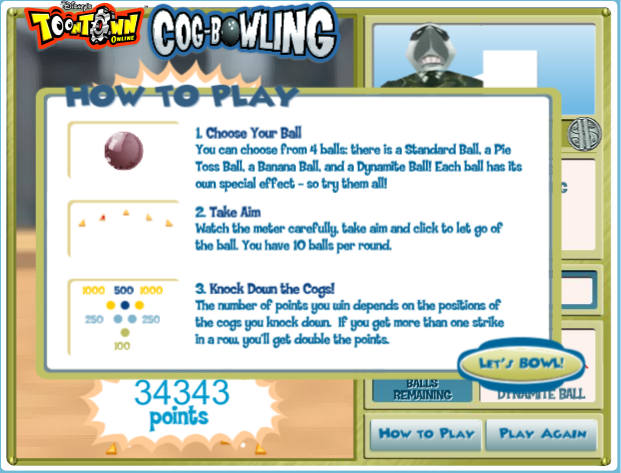 Disney's
TOONTOWN
ONLINE
COG-BOWLING
HOW TO PLAY
1. Choose Your Ball
You can choose from 4 balls: there is a Standard Ball, a Pie
Toss Ball, a Banana Ball, and a Dynamite Ball! Each ball has its
own special effect - so try them all!
2. Take Aim
Watch the meter carefully, take aim and click to let go of
the ball. You have 10 balls per round.
1000 500 1000
250 250
100
3. Knock Down the Cogs!
The number of points you win depends on the positions of
the cogs you knock down. If you get more than one strike
in a row, you'll get double the points.
LET'S BOWL!
34343
points
BALLS
REMAINING
DYNAMITE BALL
HOW TO PLAY
PLAY AGAIN